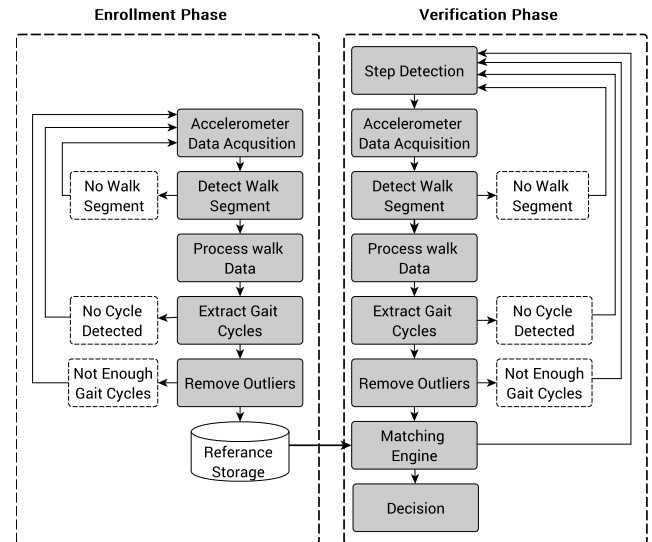 Enrollment Phase
Verification Phase
Accelerometer
Data Acqusition
No Walk
Segment
Detect Walk
Segment
Process walk
Data
No Cycle
Detected
Extract Gait
Cycles
Not Enough
Gait Cycles
Remove Outliers
Referance
Storage
Step Detection
Accelerometer
Data Acquisition
Detect Walk
Segment
No Walk
Segment
Process walk
Data
Extract Gait
Cycles
No Cycle
Detected
Remove Outliers
Not Enough
Gait Cycles
Matching
Engine
Decision